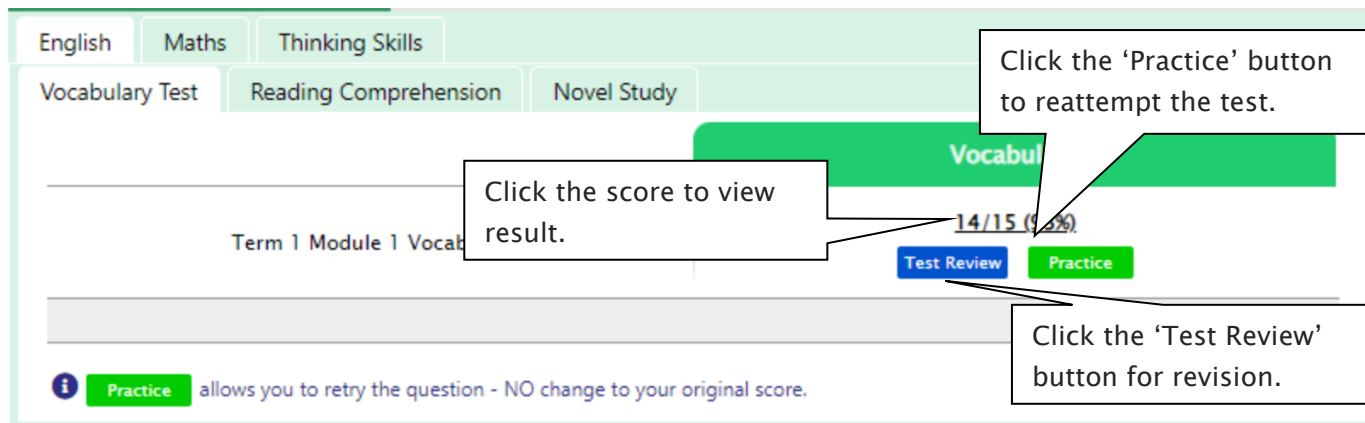 English Maths Thinking Skills
Click the ‘Practice’ button
to reattempt the test.
Vocabulary Test Reading Comprehension Novel Study
Click the score to view
result.
14/15
Term 1 Module 1
Test Review Practice
Click the ‘Test Review’
button for revision.
Practice allows you to retry the question - NO change to your original score.